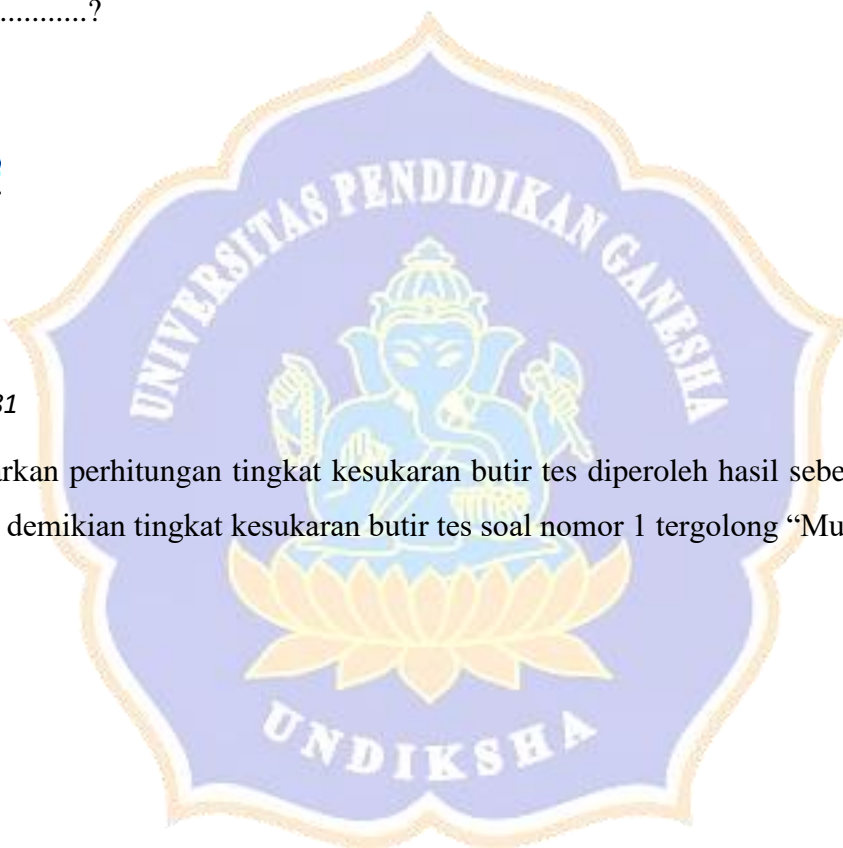 ...........?
31
arkan perhitungan tingkat kesukaran butir tes diperoleh hasil sebe
demikian tingkat kesukaran butir tes soal nomor 1 tergolong “Mu
UNIVERSITAS PENDIDIKAN GANESHA
UNDIKSHA